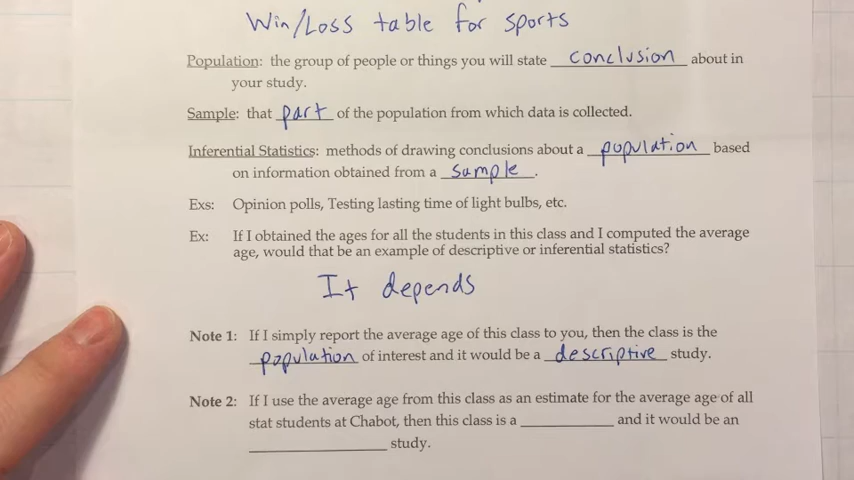 Win/Loss table for sports
Population: the group of people or things you will state conclusion about in
your study.
Sample: that part of the population from which data is collected.
Inferential Statistics: methods of drawing conclusions about a population based
on information obtained from a sample.
Exs: Opinion polls, Testing lasting time of light bulbs, etc.
Ex: If I obtained the ages for all the students in this class and I computed the average
age, would that be an example of descriptive or inferential statistics?
It depends
Note 1: If I simply report the average age of this class to you, then the class is the
population of interest and it would be a descriptive study.
Note 2: If I use the average age from this class as an estimate for the average age of all
stat students at Chabot, then this class is a ____________ and it would be an
__________________ study.